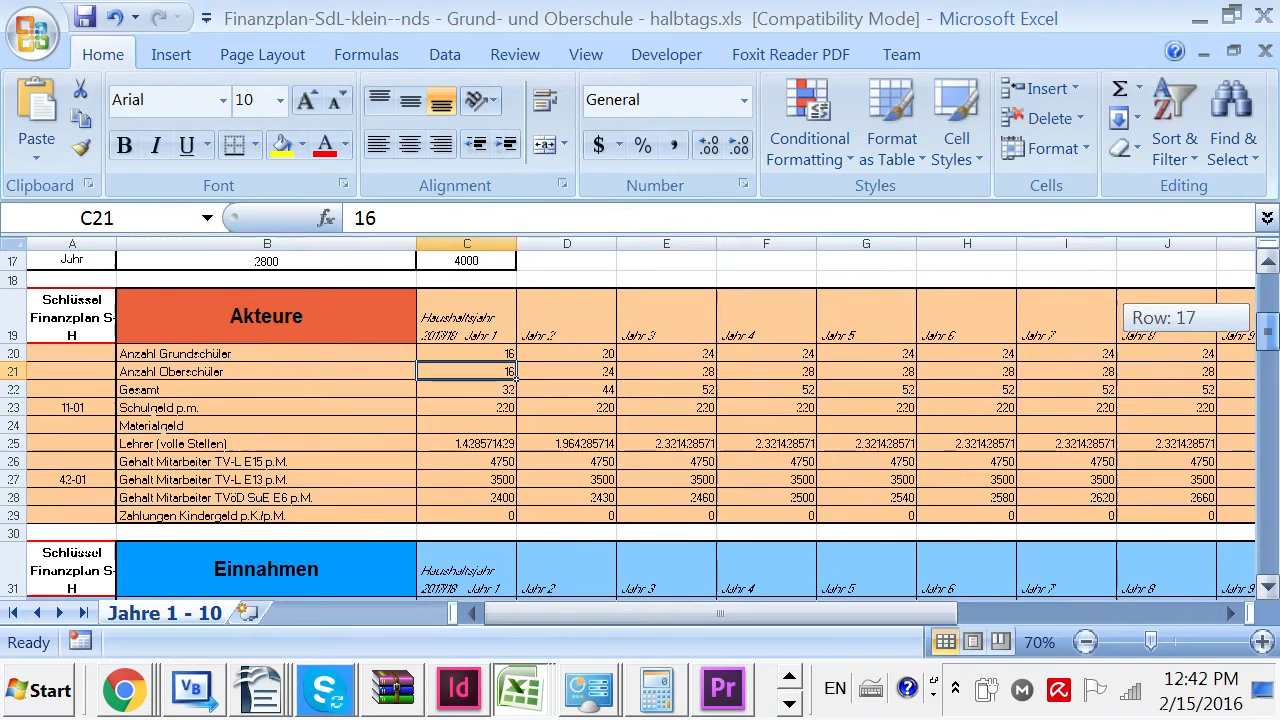 Finanzplan-SdL-klein--nds - Grund- und Oberschule - halbtags.xls [Compatibility Mode] - Microsoft Excel
Home Insert Page Layout Formulas Data Review View Developer Foxit Reader PDF Team
Paste
Arial 10
B I U A
General
$ % ,
Conditional Formatting
Format as Table
Cell Styles
Insert
Delete
Format
Σ
Sort & Filter
Find & Select
Clipboard Font Alignment Number Styles Cells Editing
C21 fx 16
A B C D E F G H I J
17 Juhr 2800 4000
18
19 Schlüssel Finanzplan S-H Akteure Haushaltsjahr 2017/18 Jahr 1 Jahr 2 Jahr 3 Jahr 4 Jahr 5 Jahr 6 Jahr 7 Jahr 8
Row: 17
20 Anzahl Grundschüler 16 20 24 24 24 24 24 24
21 Anzahl Oberschüler 16 24 28 28 28 28 28 28
22 Gesamt 32 44 52 52 52 52 52 52
23 11-01 Schulgeld p.m. 220 220 220 220 220 220 220 220
24 Materialgeld
25 Lehrer (volle Stellen) 1.428571429 1.964285714 2.321428571 2.321428571 2.321428571 2.321428571 2.321428571 2.321428571
26 Gehalt Mitarbeiter TV-L E15 p.M. 4750 4750 4750 4750 4750 4750 4750 4750
27 42-01 Gehalt Mitarbeiter TV-L E13 p.M. 3500 3500 3500 3500 3500 3500 3500 3500
28 Gehalt Mitarbeiter TVöD SuE E6 p.M. 2400 2430 2460 2500 2540 2580 2620 2660
29 Zahlungen Kindergeld p.K./p.M. 0 0 0 0 0 0 0 0
30
31 Schlüssel Finanzplan S-H Einnahmen Haushaltsjahr 2017/18 Jahr 1 Jahr 2 Jahr 3 Jahr 4 Jahr 5 Jahr 6 Jahr 7 Jahr 8 Jahr 9
Jahre 1 - 10
Ready 70%
Start VB S Id Pr EN M 12:42 PM
2/15/2016